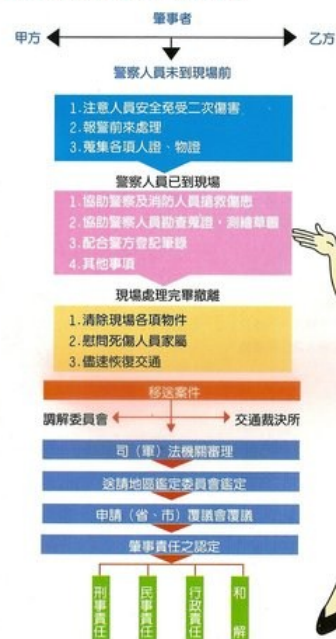 肇事者
甲方 乙方
警察人員未到現場前
1.注意人員安全免受二次傷害
2.報警前來處理
3.蒐集各項人證、物證
警察人員已到現場
1.協助警察及消防人員搶救傷患
2.協助警察人員勘查蒐證，測繪草圖
3.配合警方登記筆錄
4.其他事項
現場處理完畢撤離
1.清除現場各項物件
2.慰問死傷人員家屬
3.儘速恢復交通
移送案件
調解委員會 交通裁決所
司（軍）法機關審理
送請地區鑑定委員會鑑定
申請（省、市）覆議會覆議
肇事責任之認定
刑事責任
民事責任
行政責任
和解